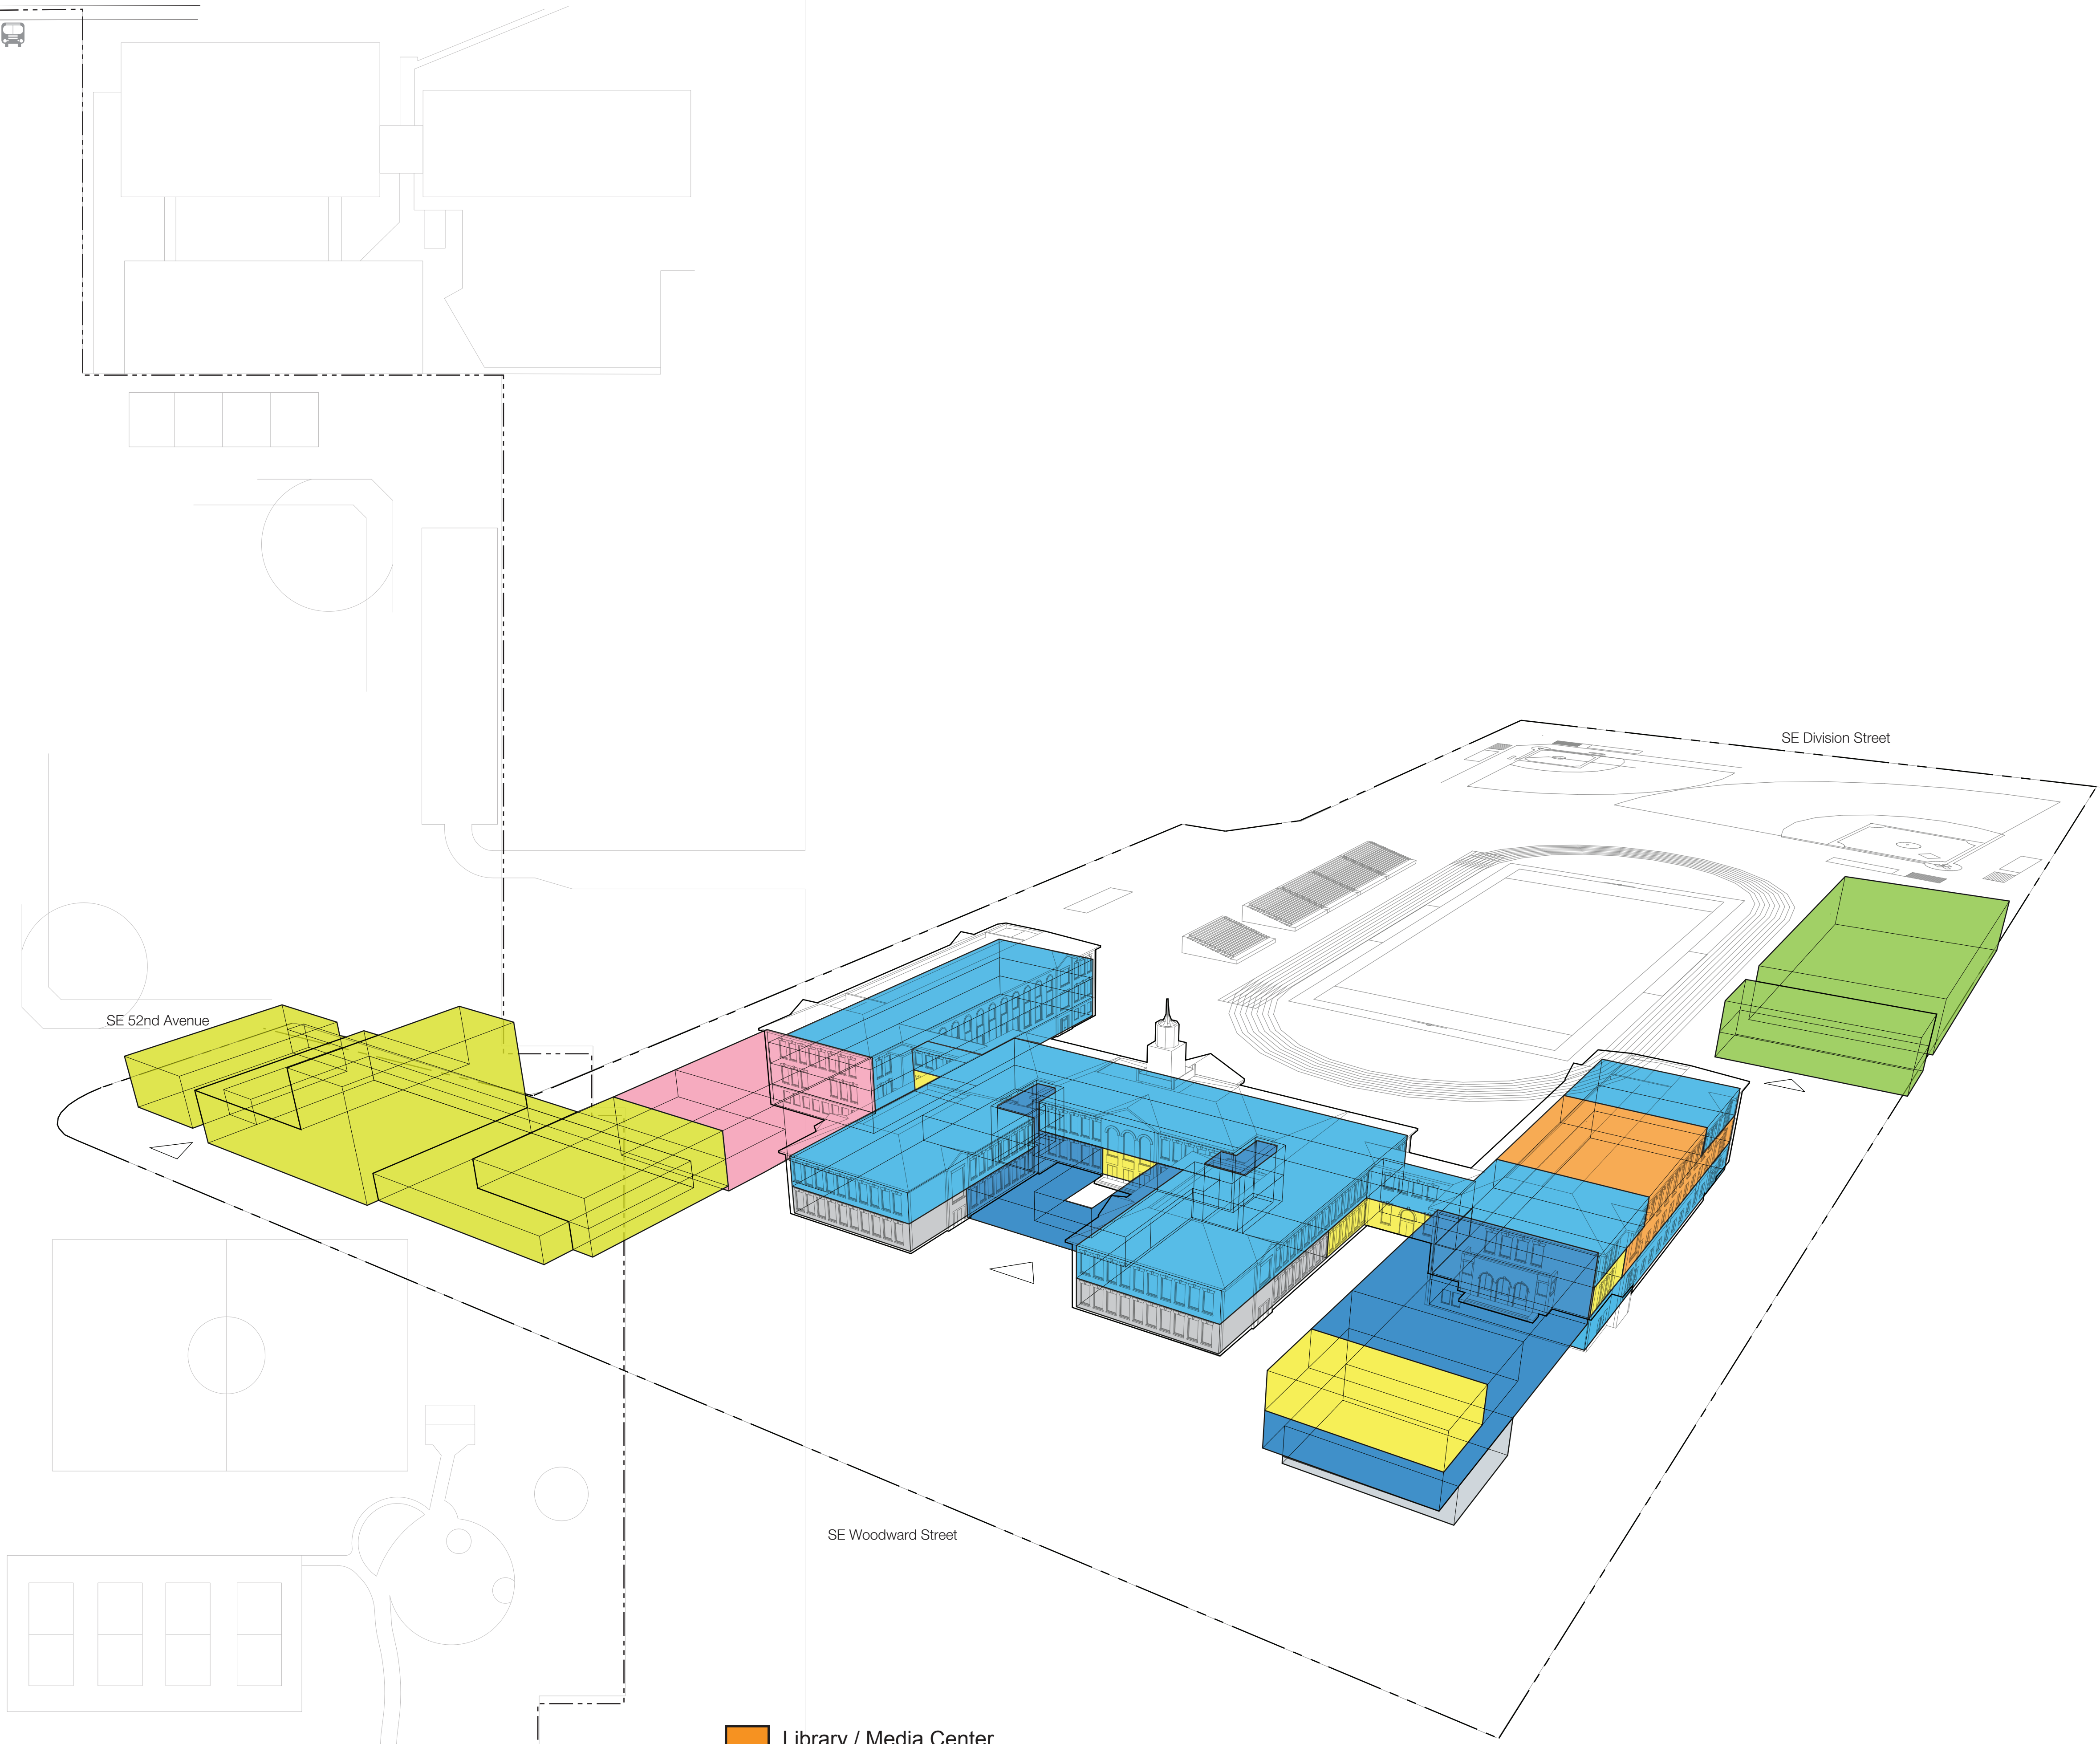 SE Division Street
SE 52nd Avenue
SE Woodward Street
Library / Media Center